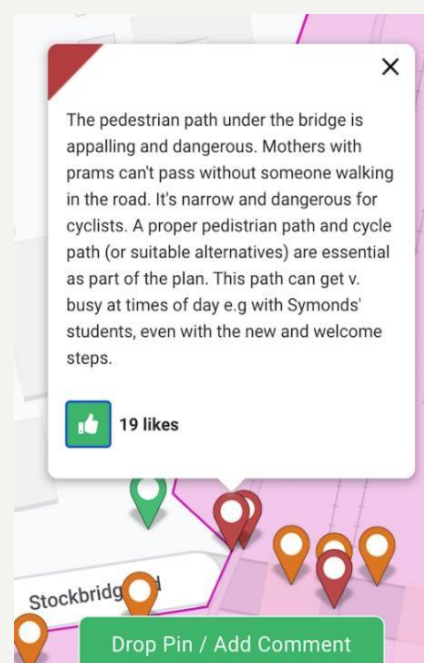 The pedestrian path under the bridge is
appalling and dangerous. Mothers with
prams can't pass without someone walking
in the road. It's narrow and dangerous for
cyclists. A proper pedistrian path and cycle
path (or suitable alternatives) are essential
as part of the plan. This path can get v.
busy at times of day e.g with Symonds'
students, even with the new and welcome
steps.
19 likes
Stockbridg
Drop Pin / Add Comment